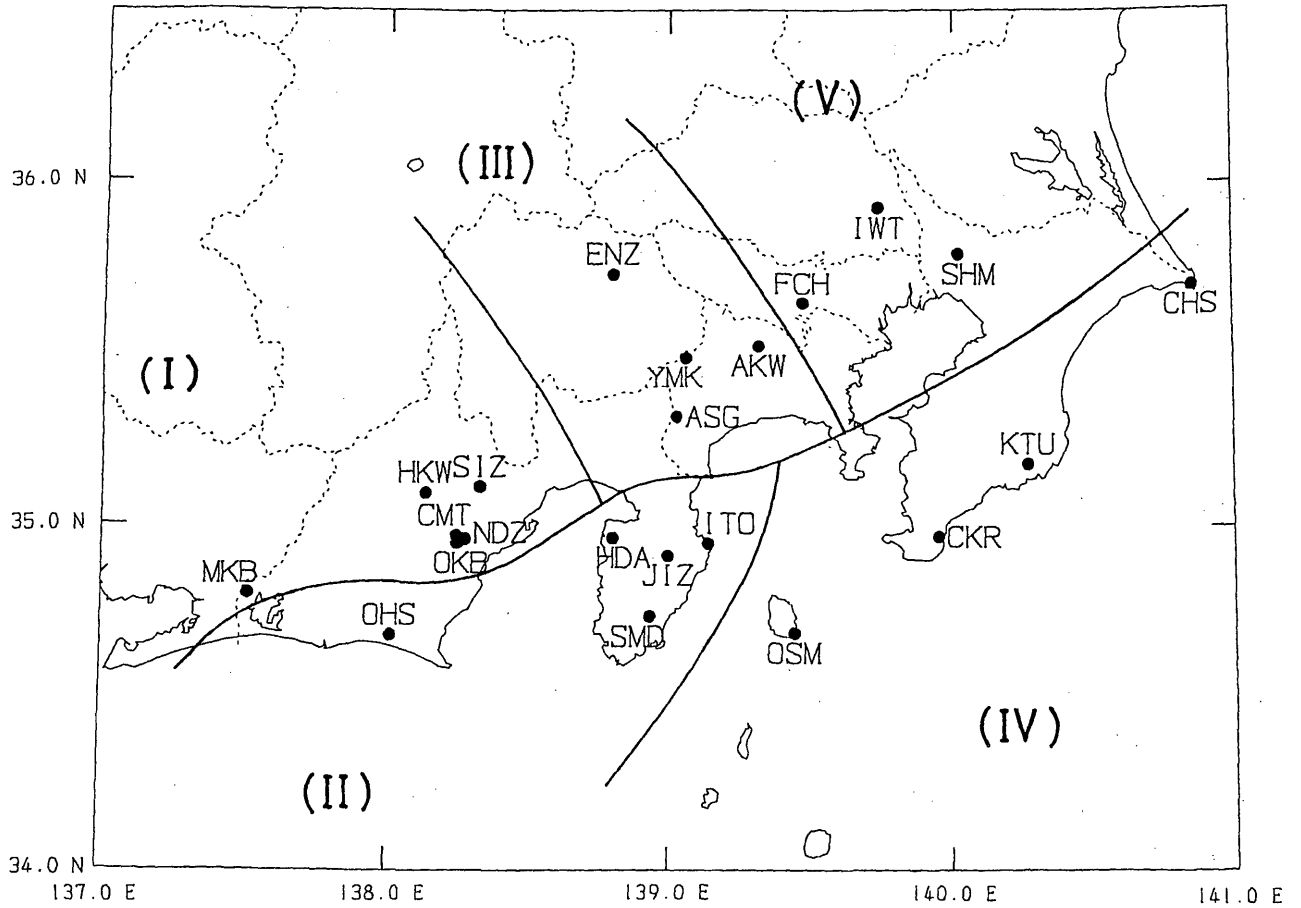 (V)
(III)
36.0 N
IWT
ENZ
SHM
FCH
CHS
(I)
YMK
AKW
ASG
KTU
HKW
SIZ
35.0 N
CMT
NDZ
ITO
OKB
HDA
CKR
JIZ
MKB
OHS
SMD
OSM
(IV)
(II)
34.0 N
137.0 E
138.0 E
139.0 E
140.0 E
141.0 E